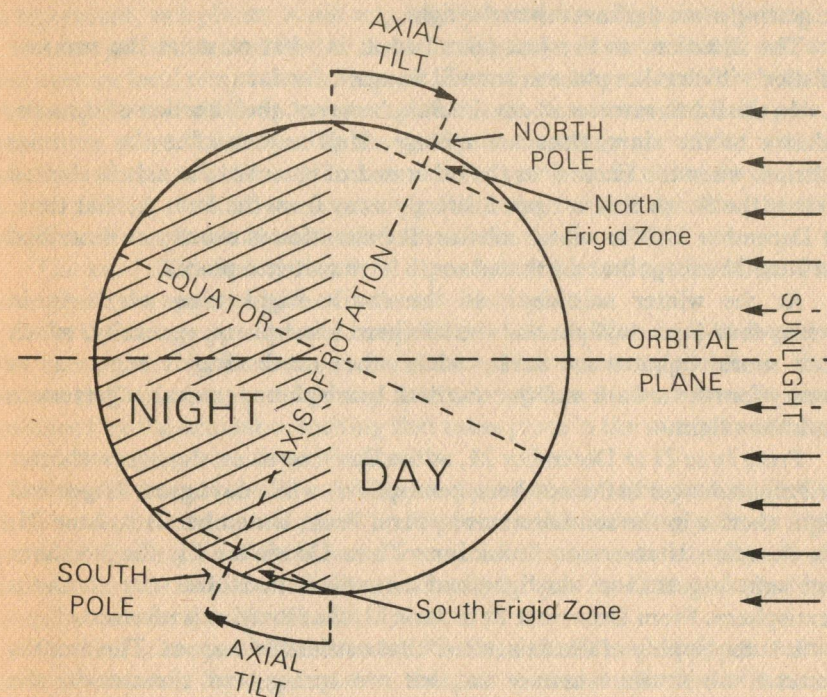 AXIAL
TILT
NORTH
POLE
North
Frigid Zone
EQUATOR
AXIS OF ROTATION
SUNLIGHT
ORBITAL
PLANE
NIGHT
DAY
SOUTH
POLE
South Frigid Zone
AXIAL
TILT